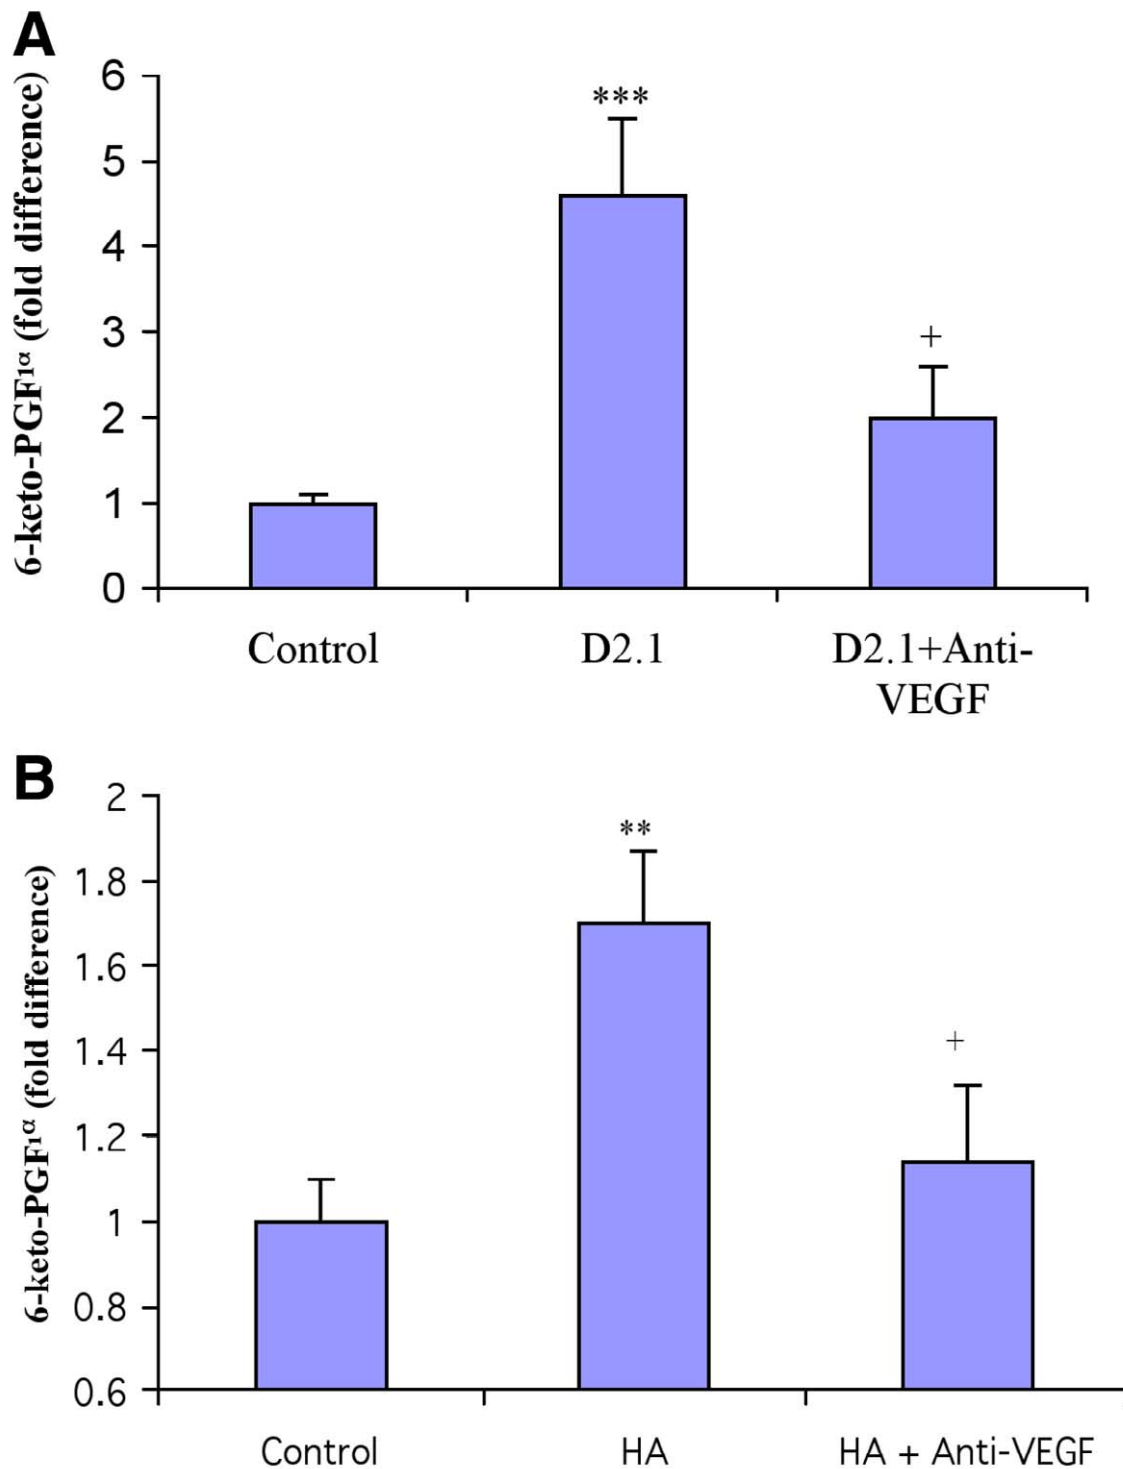 A
6-keto-PGF¹ᵅ (fold difference)
6
5
4
3
2
1
0
***
+
Control
D2.1
D2.1+Anti-
VEGF
B
6-keto-PGF¹ᵅ (fold difference)
2
1.8
1.6
1.4
1.2
1
0.8
0.6
**
+
Control
HA
HA + Anti-VEGF